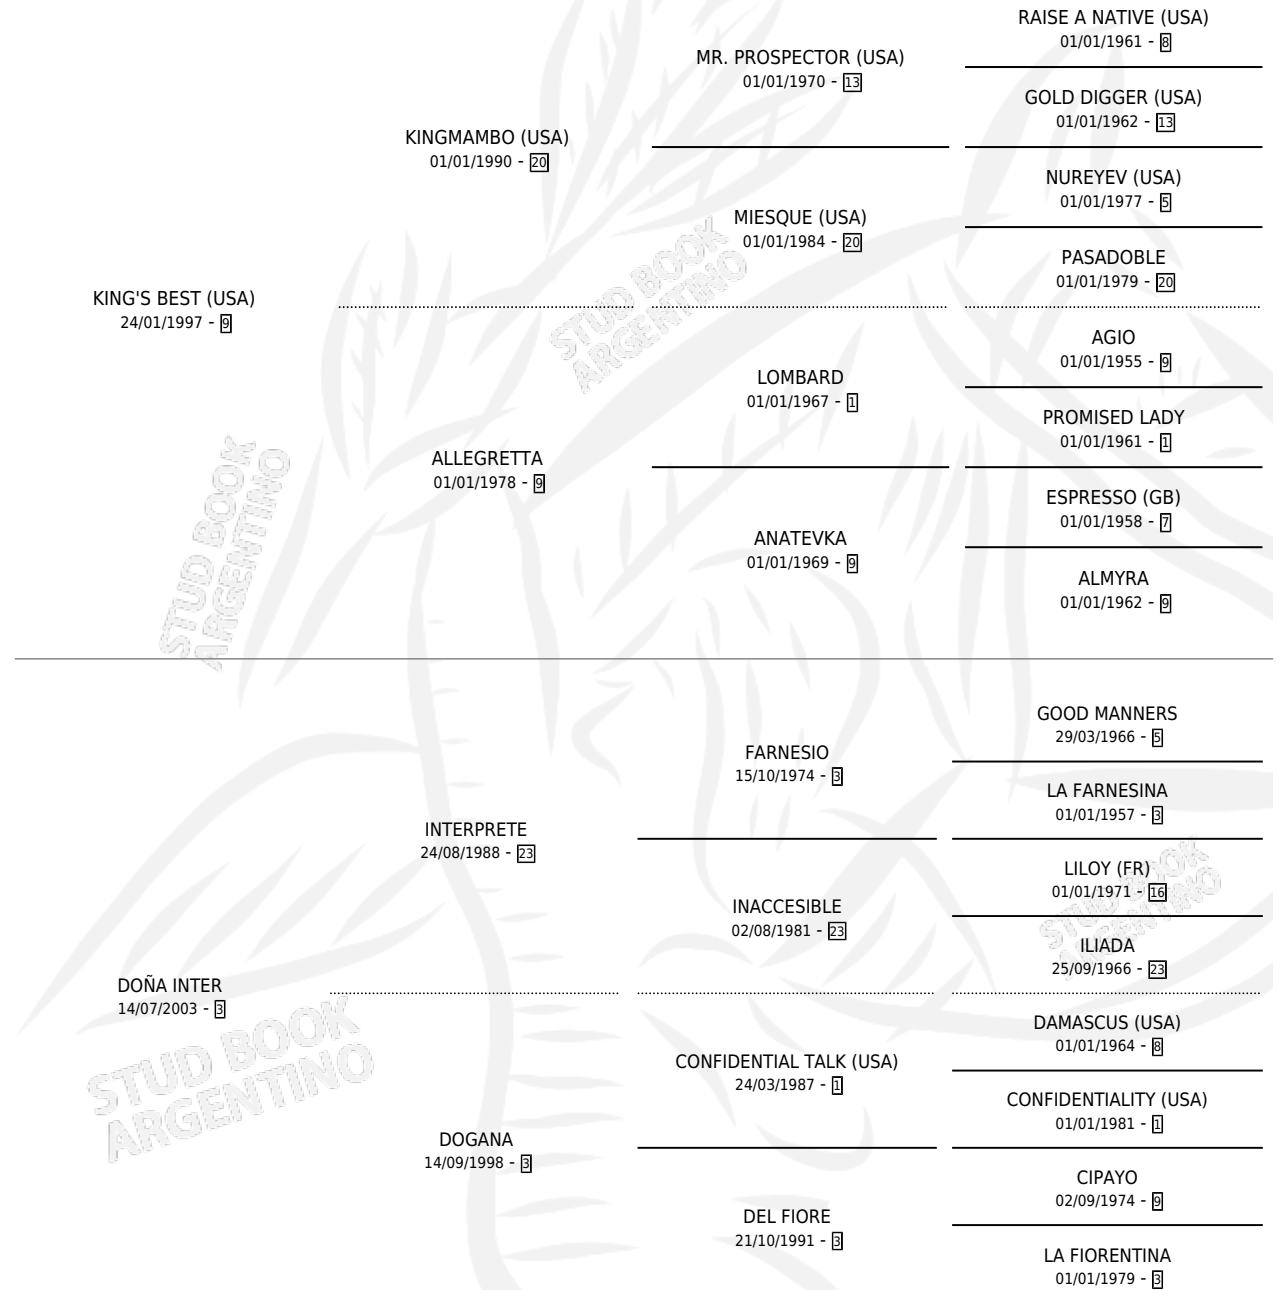 RAISE A NATIVE (USA)
01/01/1961 - 8
MR. PROSPECTOR (USA)
01/01/1970 - 13
GOLD DIGGER (USA)
01/01/1962 - 13
KINGMAMBO (USA)
01/01/1990 - 20
NUREYEV (USA)
01/01/1977 - 5
MIESQUE (USA)
01/01/1984 - 20
PASADOBLE
01/01/1979 - 20
KING'S BEST (USA)
24/01/1997 - 9
AGIO
01/01/1955 - 9
LOMBARD
01/01/1967 - 1
PROMISED LADY
01/01/1961 - 1
ALLEGRETTA
01/01/1978 - 9
ESPRESSO (GB)
01/01/1958 - 7
ANATEVKA
01/01/1969 - 9
ALMYRA
01/01/1962 - 9
GOOD MANNERS
29/03/1966 - 5
FARNESIO
15/10/1974 - 3
LA FARNESINA
01/01/1957 - 3
INTERPRETE
24/08/1988 - 23
LILOY (FR)
01/01/1971 - 16
INACCESIBLE
02/08/1981 - 23
ILIADA
25/09/1966 - 23
DOÑA INTER
14/07/2003 - 3
DAMASCUS (USA)
01/01/1964 - 8
CONFIDENTIAL TALK (USA)
24/03/1987 - 1
CONFIDENTIALITY (USA)
01/01/1981 - 1
DOGANA
14/09/1998 - 3
CIPAYO
02/09/1974 - 9
DEL FIORE
21/10/1991 - 3
LA FIORENTINA
01/01/1979 - 3
STUD BOOK
ARGENTINO
STUD BOOK
ARGENTINO
STUD BOOK
ARGENTINO
STUD BOOK
ARGENTINO